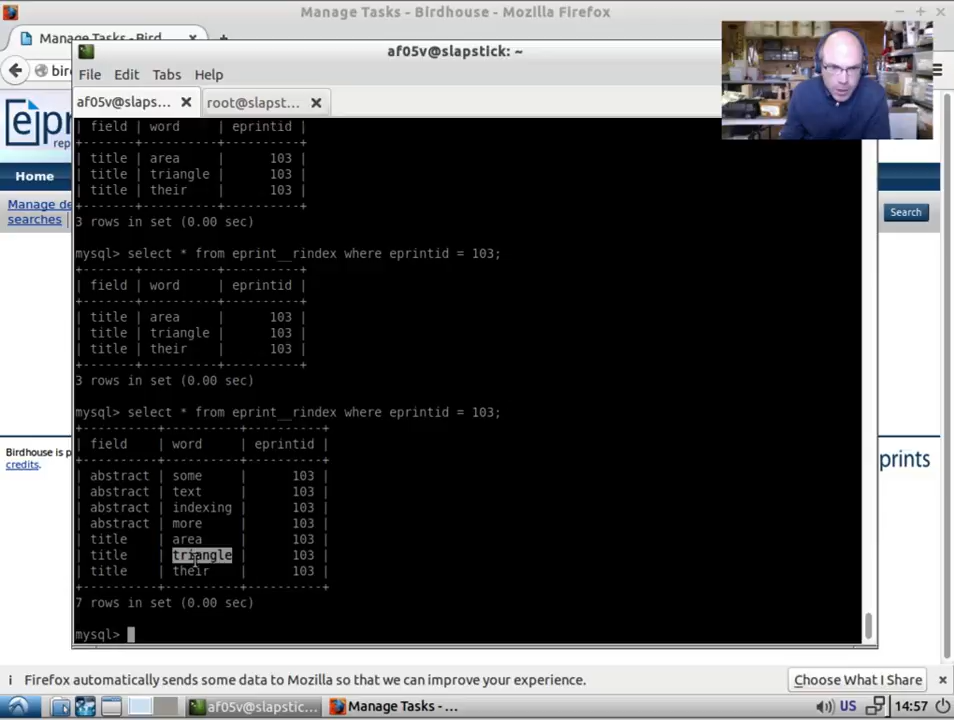 Manage Tasks - Birdhouse - Mozilla Firefox
Manage Tasks - Bird...
af05v@slapstick: ~
File Edit Tabs Help
af05v@slaps... root@slapst...
Home
Manage de
searches
Search
| field | word | eprintid |
+-------+----------+----------+
| title | area | 103 |
| title | triangle | 103 |
| title | their | 103 |
+-------+----------+----------+
3 rows in set (0.00 sec)
mysql> select * from eprint__rindex where eprintid = 103;
+-------+----------+----------+
| field | word | eprintid |
+-------+----------+----------+
| title | area | 103 |
| title | triangle | 103 |
| title | their | 103 |
+-------+----------+----------+
3 rows in set (0.00 sec)
mysql> select * from eprint__rindex where eprintid = 103;
+----------+----------+----------+
| field | word | eprintid |
+----------+----------+----------+
| abstract | some | 103 |
| abstract | text | 103 |
| abstract | indexing | 103 |
| abstract | more | 103 |
| title | area | 103 |
| title | triangle | 103 |
| title | their | 103 |
+----------+----------+----------+
7 rows in set (0.00 sec)
mysql>
Birdhouse is p
credits.
prints
Firefox automatically sends some data to Mozilla so that we can improve your experience.
Choose What I Share
af05v@slapstic... Manage Tasks - ... US 14:57